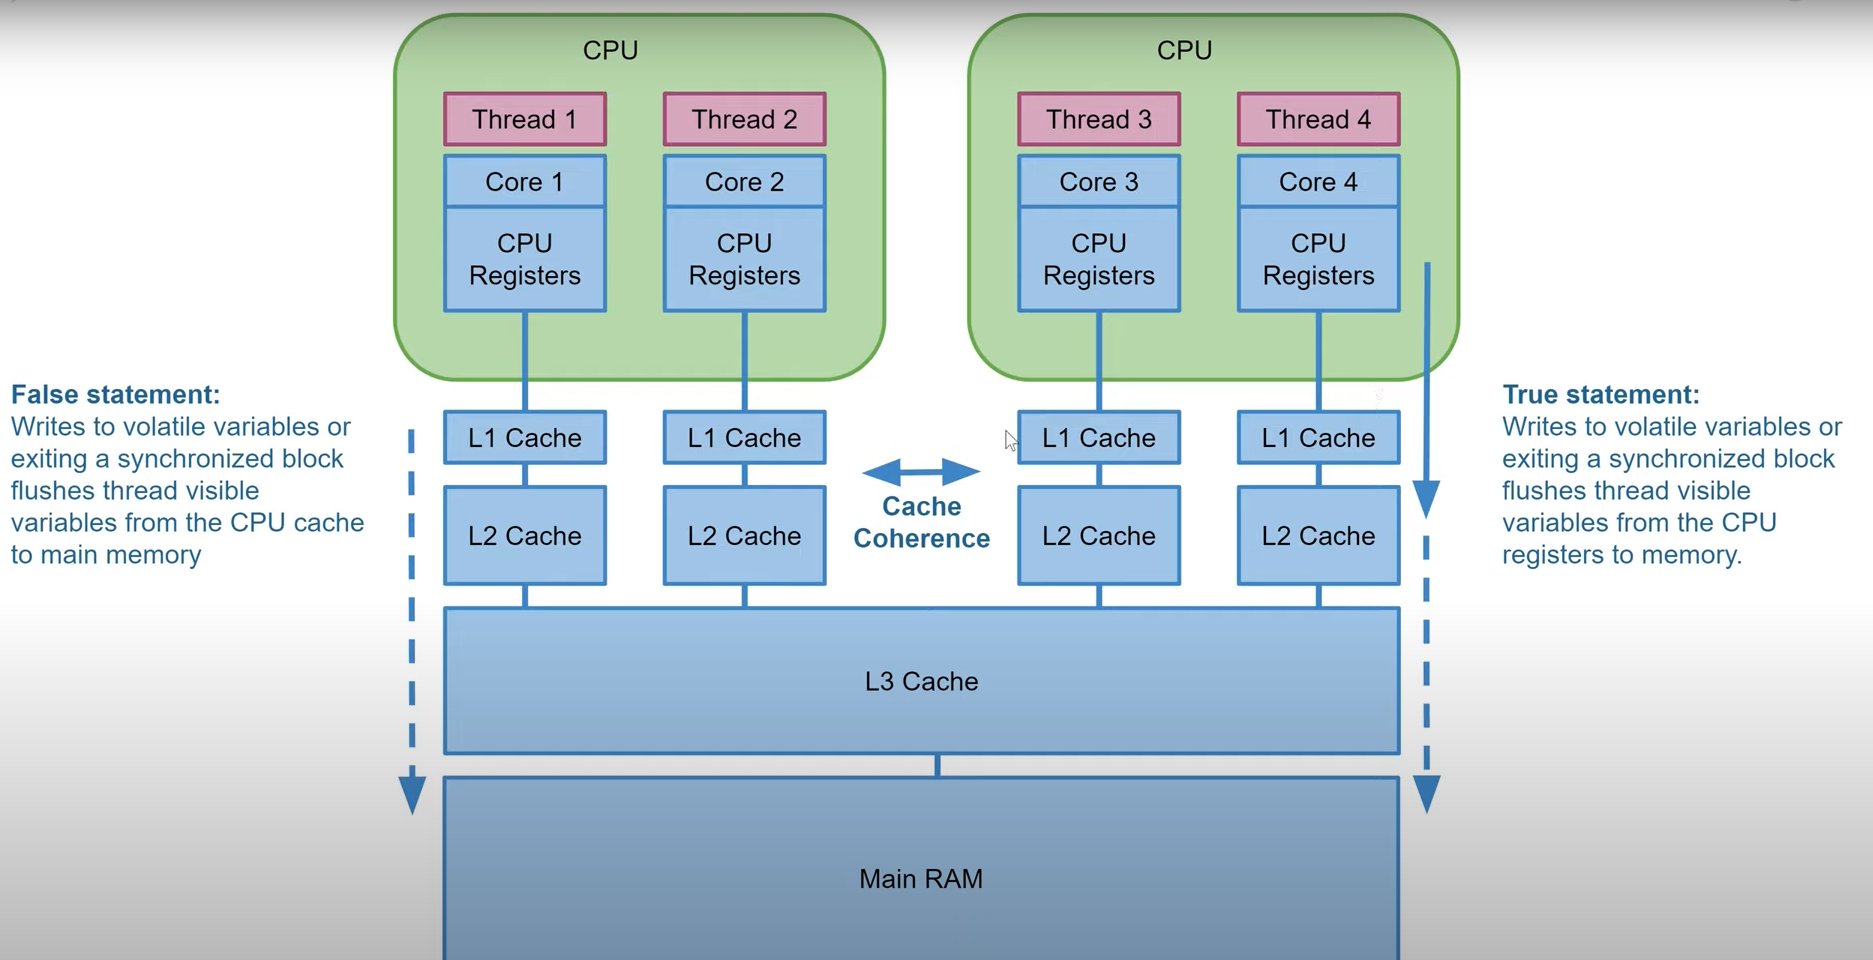 CPU
CPU
Thread 1
Thread 2
Thread 3
Thread 4
Core 1
Core 2
Core 3
Core 4
CPU
Registers
CPU
Registers
CPU
Registers
CPU
Registers
False statement:
Writes to volatile variables or
exiting a synchronized block
flushes thread visible
variables from the CPU cache
to main memory
L1 Cache
L1 Cache
L1 Cache
L1 Cache
Cache
Coherence
L2 Cache
L2 Cache
L2 Cache
L2 Cache
True statement:
Writes to volatile variables or
exiting a synchronized block
flushes thread visible
variables from the CPU
registers to memory.
L3 Cache
Main RAM